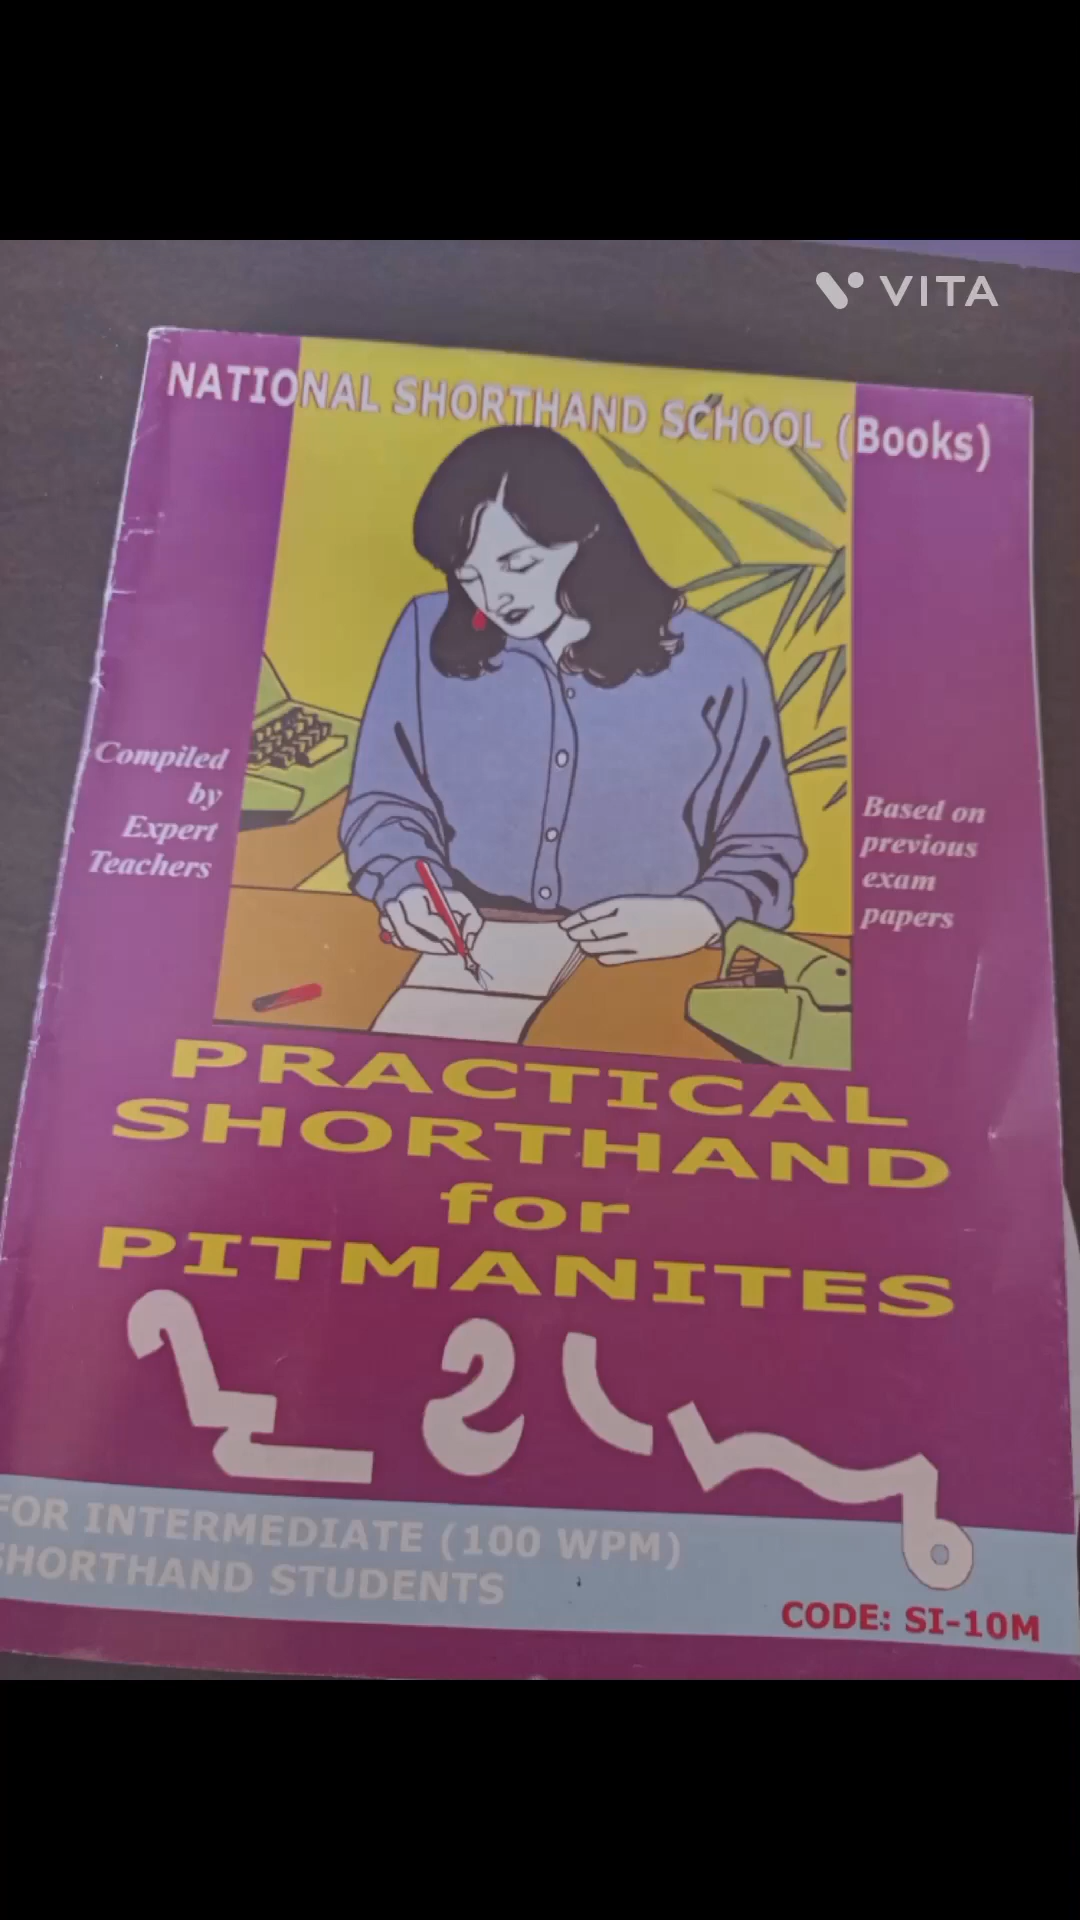 VITA
NATIONAL SHORTHAND SCHOOL (Books)
Compiled
by
Expert
Teachers
Based on
previous
exam
papers
PRACTICAL
SHORTHAND
for
PITMANITES
FOR INTERMEDIATE (100 WPM)
SHORTHAND STUDENTS
CODE: SI-10M